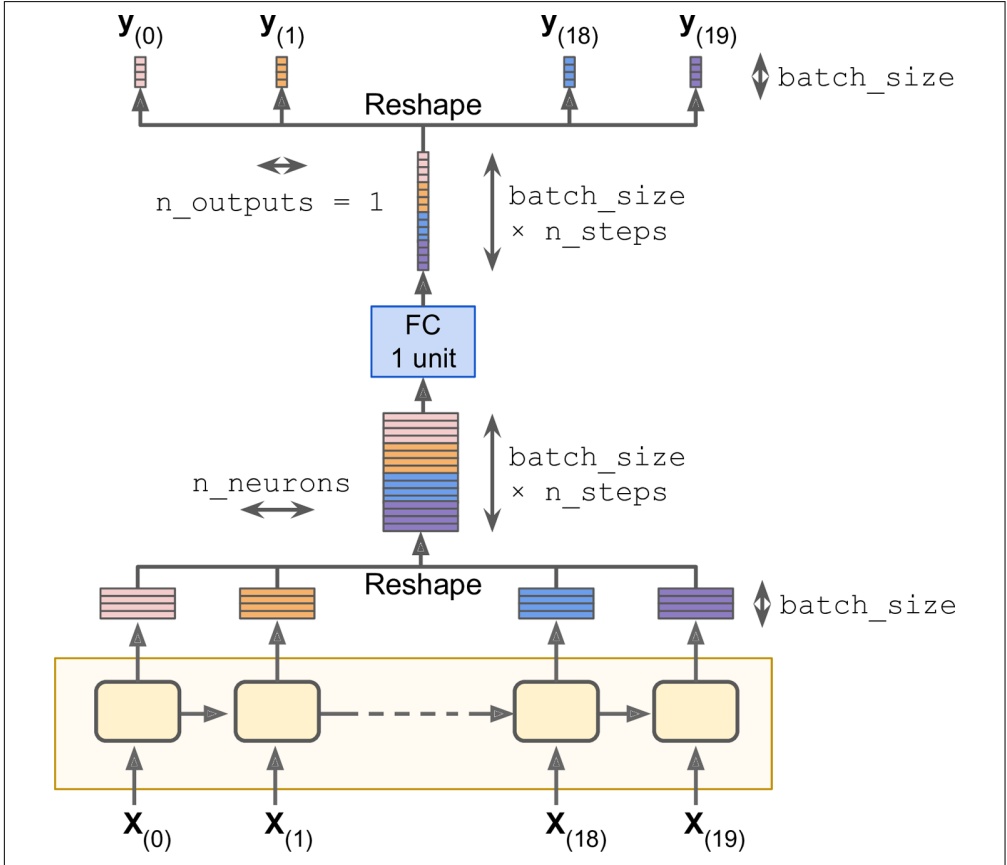 y(0) y(1) y(18) y(19)
batch_size
Reshape
n_outputs = 1
batch_size
× n_steps
FC
1 unit
batch_size
× n_steps
n_neurons
Reshape
batch_size
X(0) X(1) X(18) X(19)